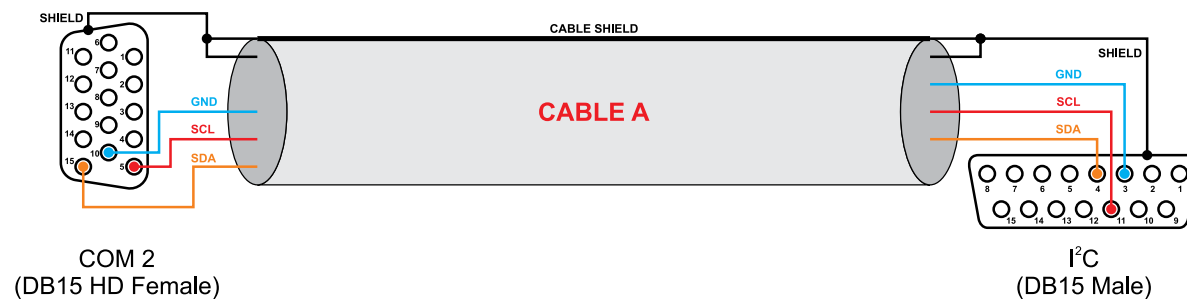 SHIELD
CABLE SHIELD
6
11
1
7
12
2
8
13
3
9
14
4
10
15
5
GND
SCL
SDA
CABLE A
SHIELD
GND
SCL
SDA
8 7 6 5 4 3 2 1
15 14 13 12 11 10 9
COM 2
(DB15 HD Female)
I²C
(DB15 Male)